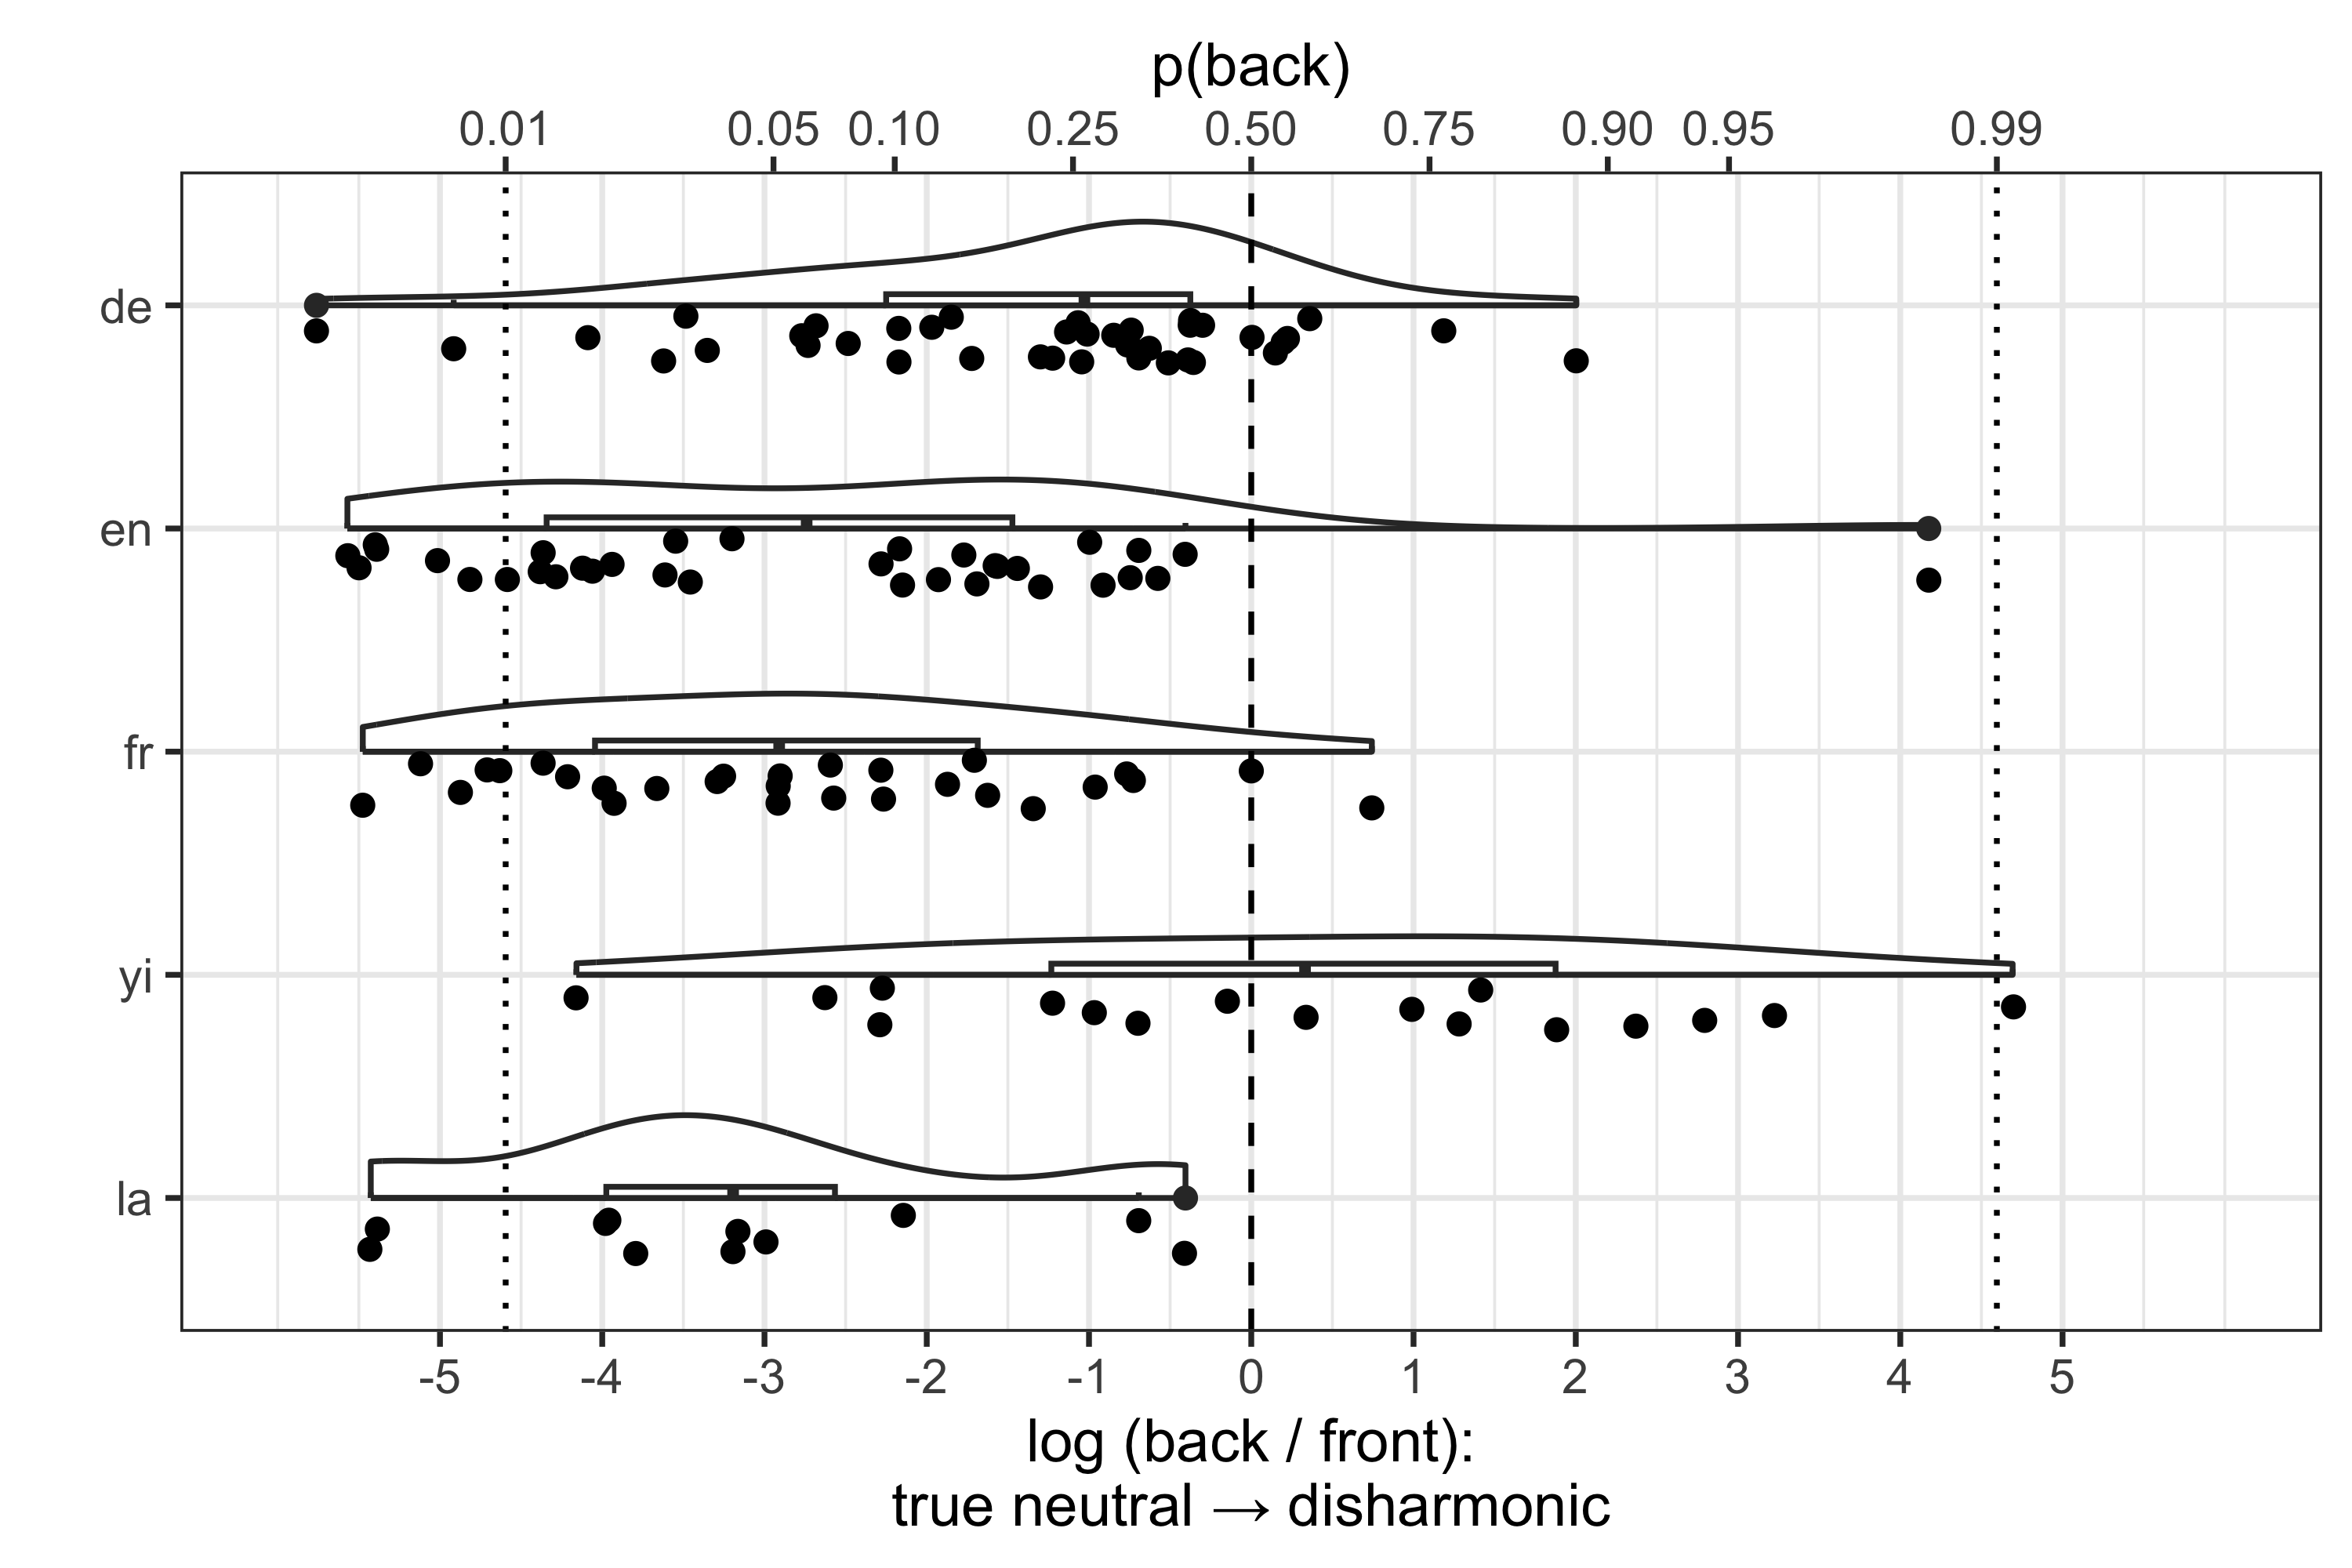 p(back)
0.01 0.05 0.10 0.25 0.50 0.75 0.90 0.95 0.99
de
en
fr
yi
la
-5 -4 -3 -2 -1 0 1 2 3 4 5
log (back / front):
true neutral → disharmonic